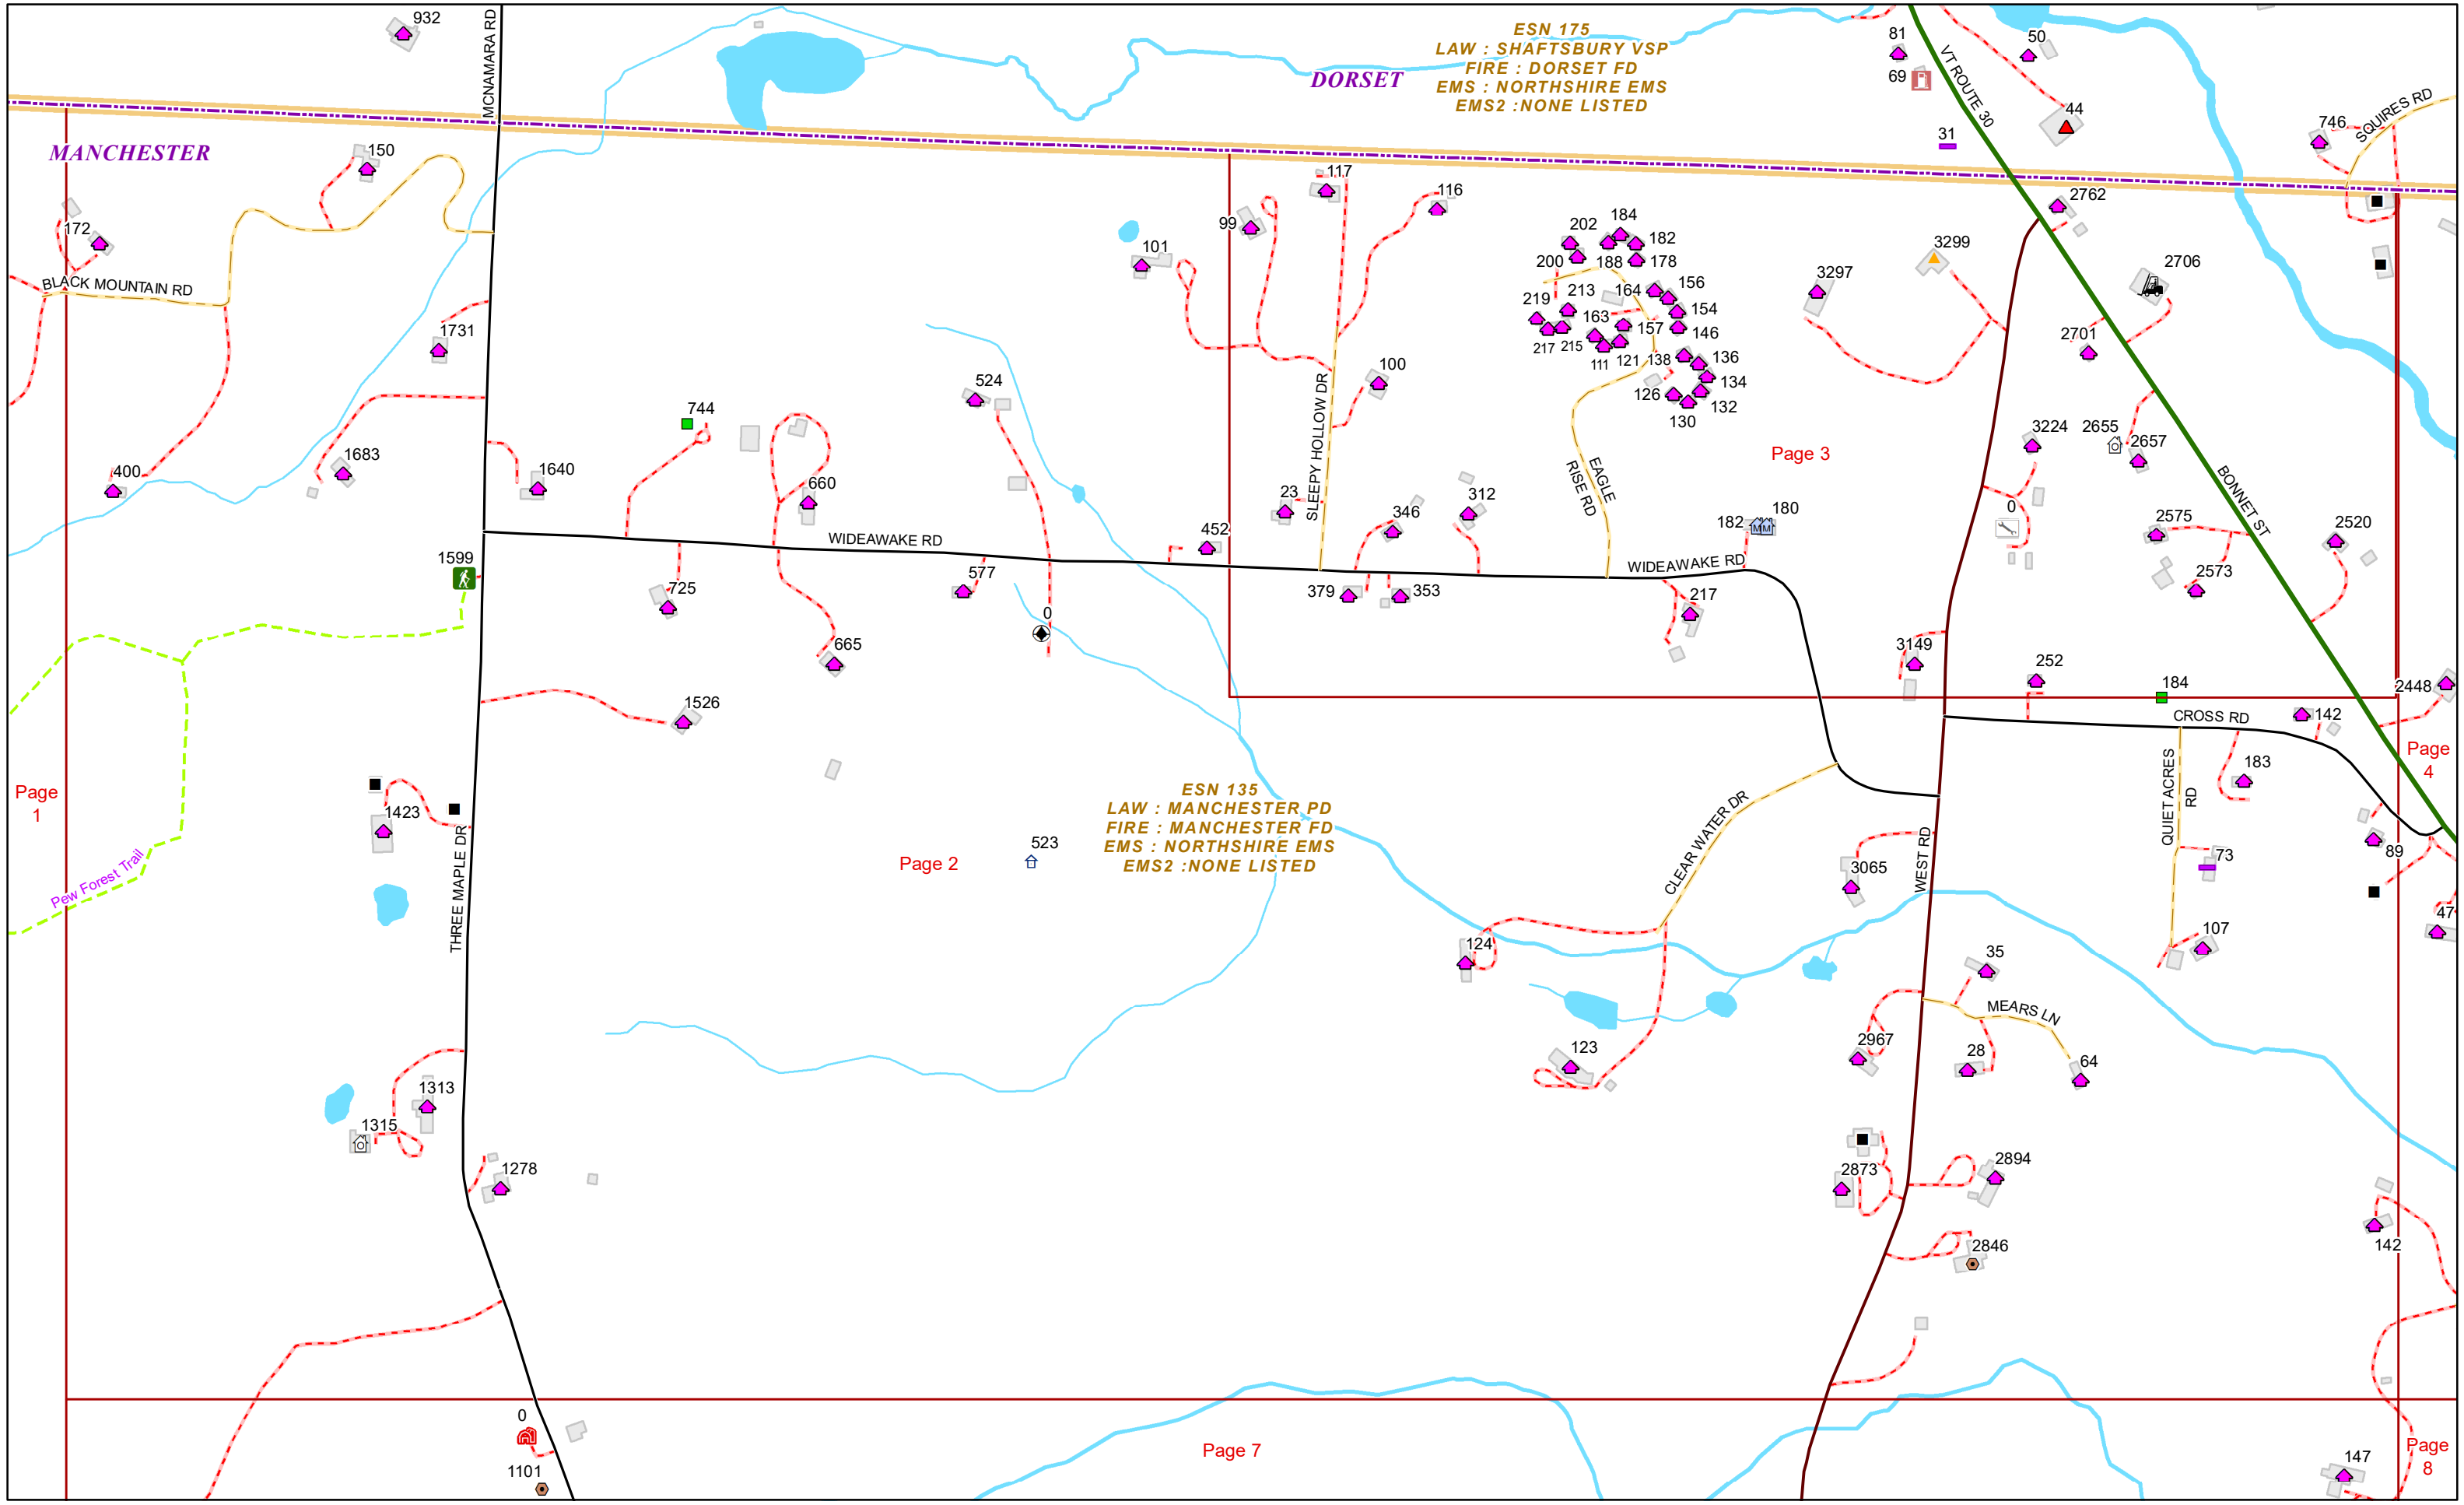 932
MCNAMARA RD
ESN 175
LAW : SHAFTSBURY VSP
FIRE : DORSET FD
EMS : NORTHSHIRE EMS
EMS2 :NONE LISTED
DORSET
81
69
VT ROUTE 30
50
44
31
SQUIRES RD
746
MANCHESTER
150
172
BLACK MOUNTAIN RD
117
116
99
101
202
184
182
200
188
178
2762
3299
3297
2706
219
213
164
156
154
163
157
146
217
215
111
121
138
136
134
126
132
130
2701
1731
524
100
SLEEPY HOLLOW DR
744
Page 3
3224
2655
2657
1683
400
1640
660
23
346
312
EAGLE
RISE RD
BONNET ST
452
182
180
0
2575
2520
WIDEAWAKE RD
WIDEAWAKE RD
1599
725
577
379
353
217
2573
0
665
3149
252
184
2448
1526
CROSS RD
142
Page
4
183
QUIET ACRES
RD
Page
1
1423
THREE MAPLE DR
Pew Forest Trail
ESN 135
LAW : MANCHESTER PD
FIRE : MANCHESTER FD
EMS : NORTHSHIRE EMS
EMS2 :NONE LISTED
523
Page 2
CLEAR WATER DR
WEST RD
3065
73
89
47
107
124
35
MEARS LN
123
2967
28
64
1313
1315
1278
2873
2894
2846
142
0
1101
Page 7
147
Page
8